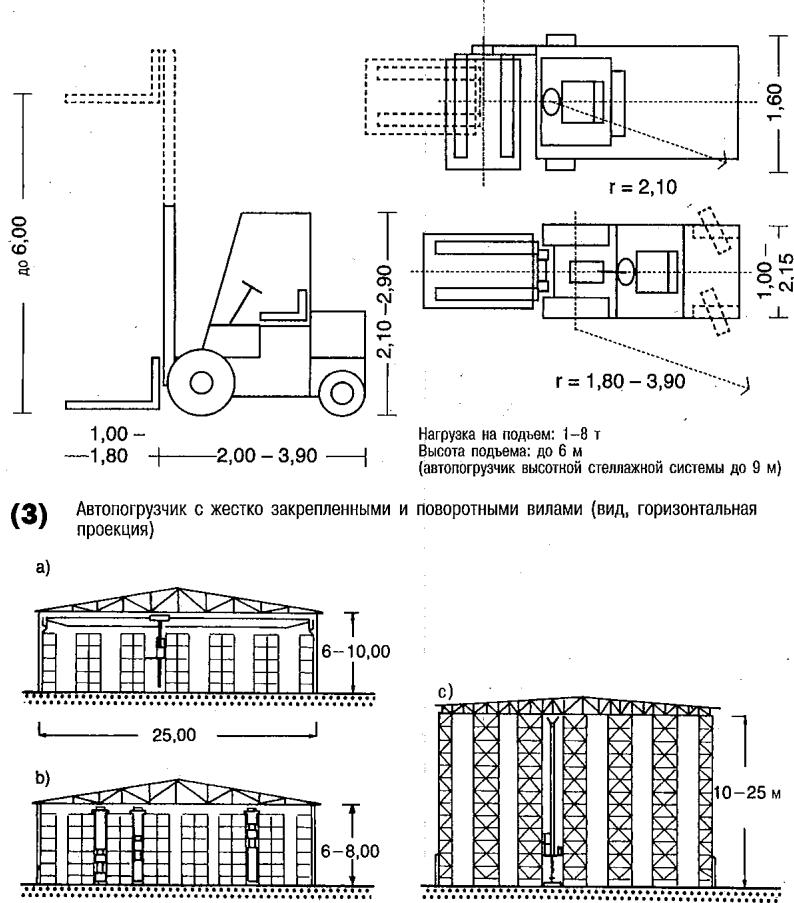 1,60
r = 2,10
до 6,00
2,10 –2,90
1,00 –
2,15
r = 1,80 – 3,90
1,00 –
1,80
2,00 – 3,90
Нагрузка на подъем: 1–8 т
Высота подъема: до 6 м
(автопогрузчик высотной стеллажной системы до 9 м)
(3) Автопогрузчик с жестко закрепленными и поворотными вилами (вид, горизонтальная
проекция)
a)
6–10,00
25,00
b)
6–8,00
c)
10–25 м